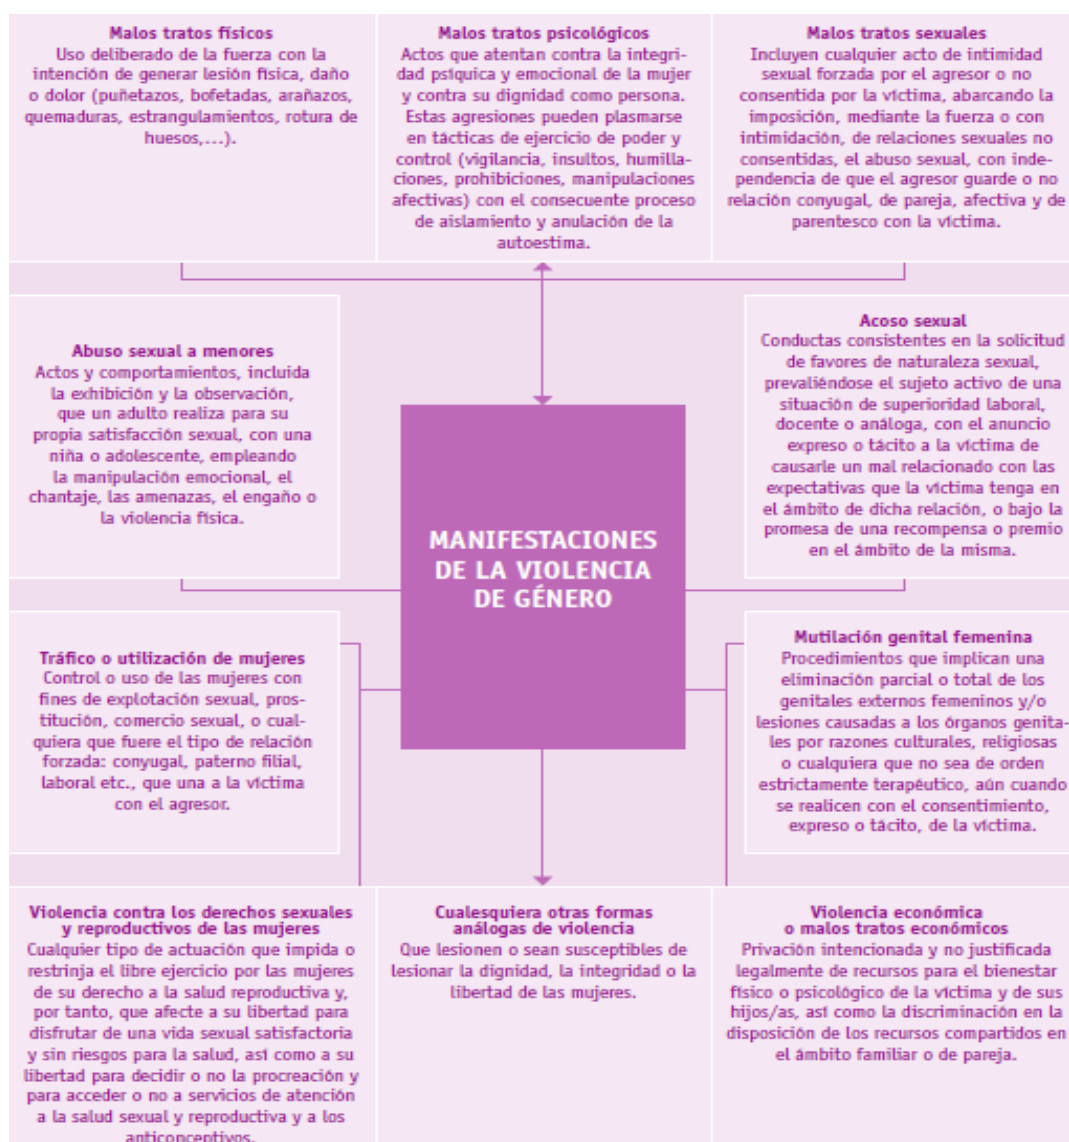 Malos tratos físicos
Uso deliberado de la fuerza con la
intención de generar lesión física, daño
o dolor (puñetazos, bofetadas, arañazos,
quemaduras, estrangulamientos, rotura de
huesos,...).
Malos tratos psicológicos
Actos que atentan contra la integri-
dad psíquica y emocional de la mujer
y contra su dignidad como persona.
Estas agresiones pueden plasmarse
en tácticas de ejercicio de poder y
control (vigilancia, insultos, humilla-
ciones, prohibiciones, manipulaciones
afectivas) con el consecuente proceso
de aislamiento y anulación de la
autoestima.
Malos tratos sexuales
Incluyen cualquier acto de intimidad
sexual forzada por el agresor o no
consentida por la víctima, abarcando la
imposición, mediante la fuerza o con
intimidación, de relaciones sexuales no
consentidas, el abuso sexual, con inde-
pendencia de que el agresor guarde o no
relación conyugal, de pareja, afectiva y de
parentesco con la víctima.
Abuso sexual a menores
Actos y comportamientos, incluida
la exhibición y la observación,
que un adulto realiza para su
propia satisfacción sexual, con una
niña o adolescente, empleando
la manipulación emocional, el
chantaje, las amenazas, el engaño o
la violencia física.
Acoso sexual
Conductas consistentes en la solicitud
de favores de naturaleza sexual,
prevaliéndose el sujeto activo de una
situación de superioridad laboral,
docente o análoga, con el anuncio
expreso o tácito a la víctima de
causarle un mal relacionado con las
expectativas que la víctima tenga en
el ámbito de dicha relación, o bajo la
promesa de una recompensa o premio
en el ámbito de la misma.
MANIFESTACIONES
DE LA VIOLENCIA
DE GÉNERO
Tráfico o utilización de mujeres
Control o uso de las mujeres con
fines de explotación sexual, pros-
titución, comercio sexual, o cual-
quiera que fuere el tipo de relación
forzada: conyugal, paterno filial,
laboral etc., que una a la víctima
con el agresor.
Mutilación genital femenina
Procedimientos que implican una
eliminación parcial o total de los
genitales externos femeninos y/o
lesiones causadas a los órganos genita-
les por razones culturales, religiosas
o cualquiera que no sea de orden
estrictamente terapéutico, aún cuando
se realicen con el consentimiento,
expreso o tácito, de la víctima.
Violencia contra los derechos sexuales
y reproductivos de las mujeres
Cualquier tipo de actuación que impida o
restrinja el libre ejercicio por las mujeres
de su derecho a la salud reproductiva y,
por tanto, que afecte a su libertad para
disfrutar de una vida sexual satisfactoria
y sin riesgos para la salud, así como a su
libertad para decidir o no la procreación y
para acceder o no a servicios de atención
a la salud sexual y reproductiva y a los
anticonceptivos.
Cualesquiera otras formas
análogas de violencia
Que lesionen o sean susceptibles de
lesionar la dignidad, la integridad o la
libertad de las mujeres.
Violencia económica
o malos tratos económicos
Privación intencionada y no justificada
legalmente de recursos para el bienestar
físico o psicológico de la víctima y de sus
hijos/as, así como la discriminación en la
disposición de los recursos compartidos en
el ámbito familiar o de pareja.